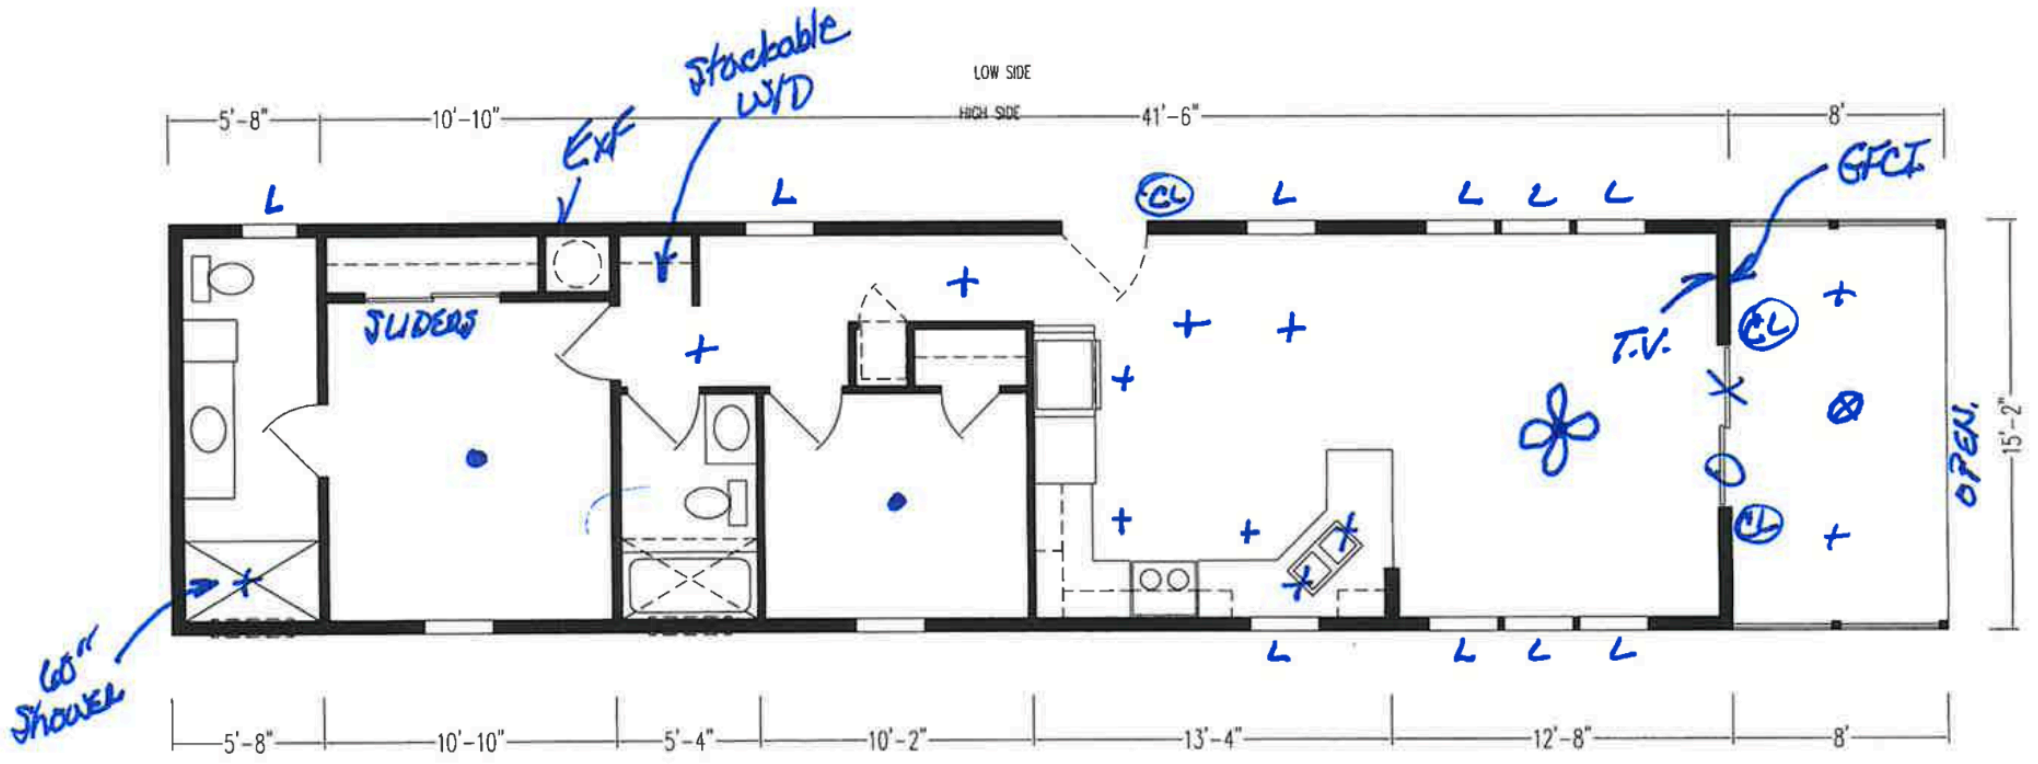 Stackable
W/D
LOW SIDE
HIGH SIDE
5'-8" 10'-10" 41'-6" 8'
EXF
GFCI
L L CL L L L L
SLIDERS
T.V.
CL
OPEN.
15'-2"
CL
60"
SHOWER
L L L L
5'-8" 10'-10" 5'-4" 10'-2" 13'-4" 12'-8" 8'